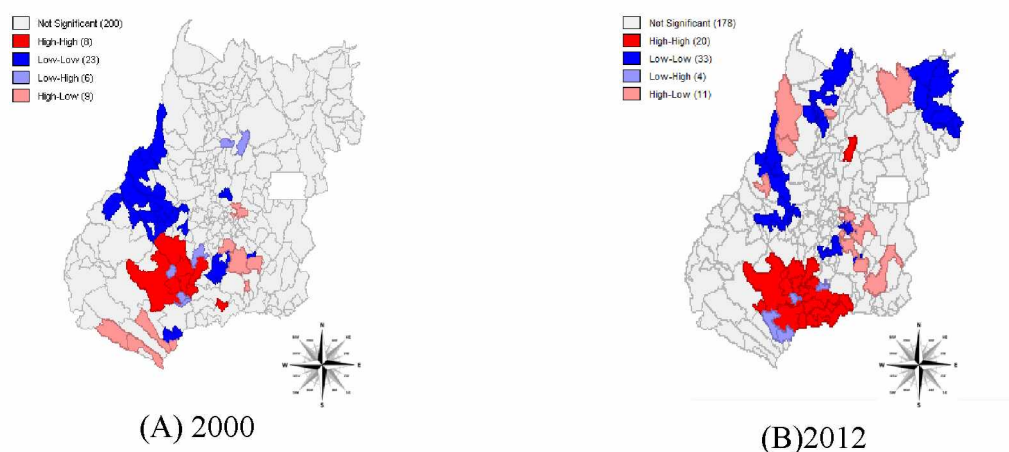 Not Significant (200)
High-High (8)
Low-Low (23)
Low-High (6)
High-Low (9)
N
W
E
S
(A) 2000
Not Significant (178)
High-High (20)
Low-Low (33)
Low-High (4)
High-Low (11)
N
W
E
S
(B)2012